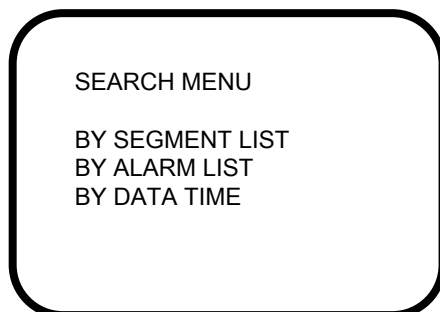 SEARCH MENU
BY SEGMENT LIST
BY ALARM LIST
BY DATA TIME